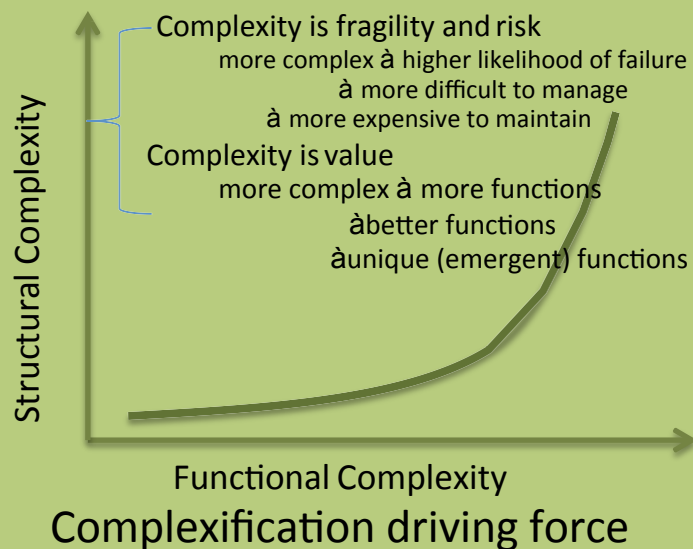 Complexity is fragility and risk
more complex à higher likelihood of failure
à more difficult to manage
à more expensive to maintain
Complexity is value
more complex à more functions
àbetter functions
àunique (emergent) functions
Structural Complexity
Functional Complexity
Complexification driving force